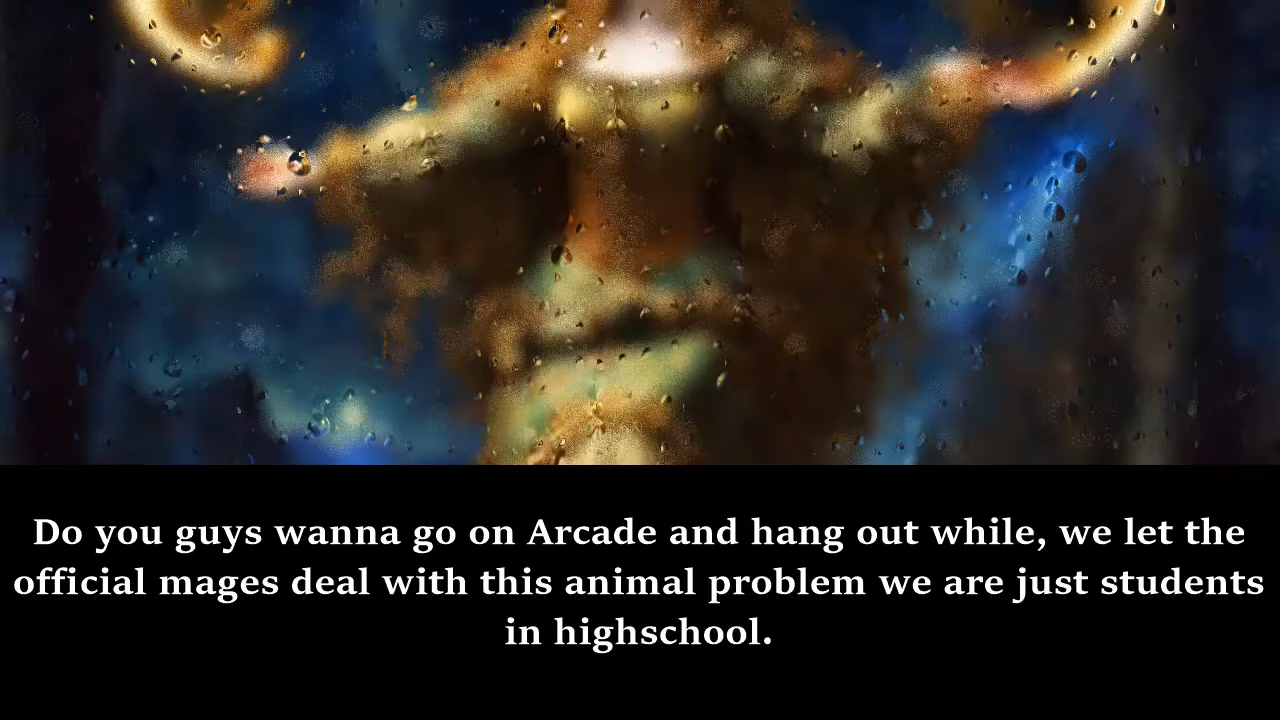 Do you guys wanna go on Arcade and hang out while, we let the
official mages deal with this animal problem we are just students
in highschool.